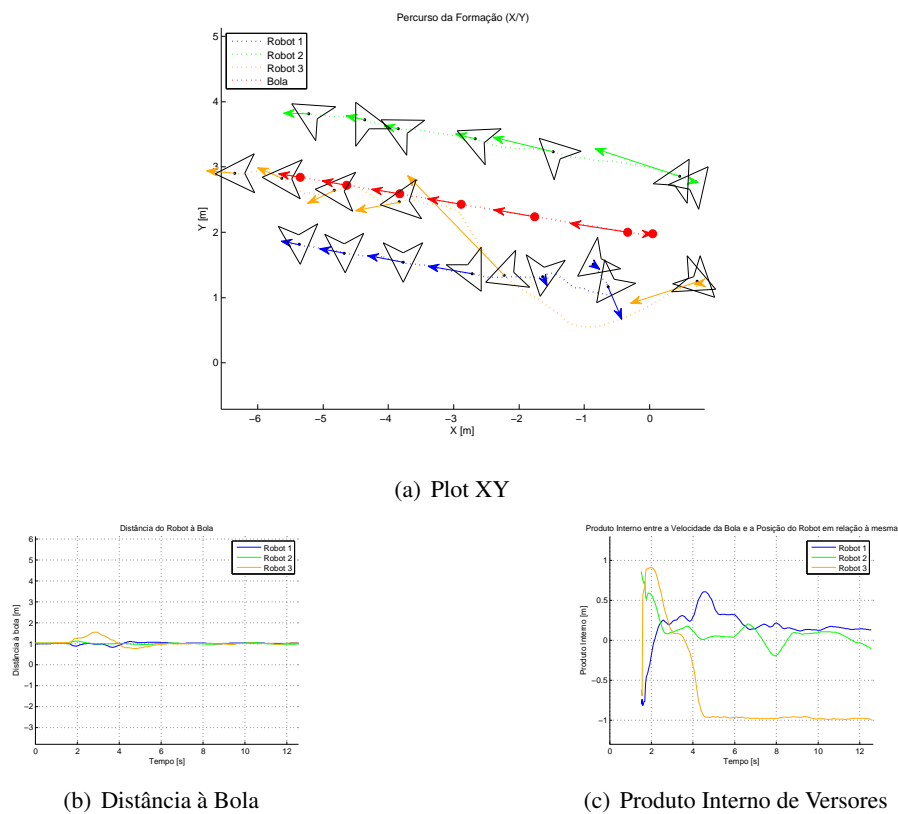 Percurso da Formação (X/Y)
5
4
3
2
1
0
Y [m]
Robot 1
Robot 2
Robot 3
Bola
−6 −5 −4 −3 −2 −1 0
X [m]
(a) Plot XY
Distância do Robot à Bola
6
5
4
3
2
1
0
−1
−2
−3
Distância à bola [m]
Robot 1
Robot 2
Robot 3
0 2 4 6 8 10 12
Tempo [s]
(b) Distância à Bola
Produto Interno entre a Velocidade da Bola e a Posição do Robot em relação à mesma
1
0.5
0
−0.5
−1
Produto Interno [m]
Robot 1
Robot 2
Robot 3
0 2 4 6 8 10 12
Tempo [s]
(c) Produto Interno de Versores